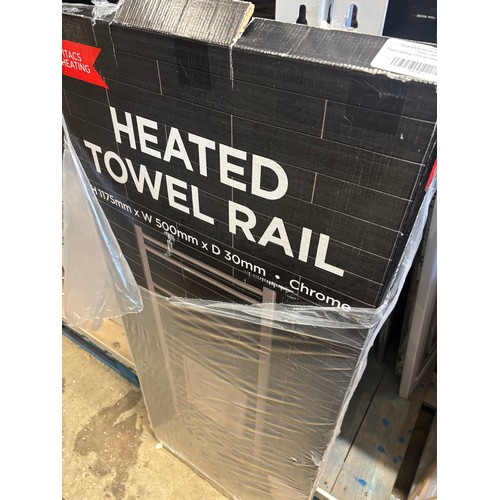 HEATING
HEATED
TOWEL RAIL
H 1175mm x W 500mm x D 30mm • Chrome